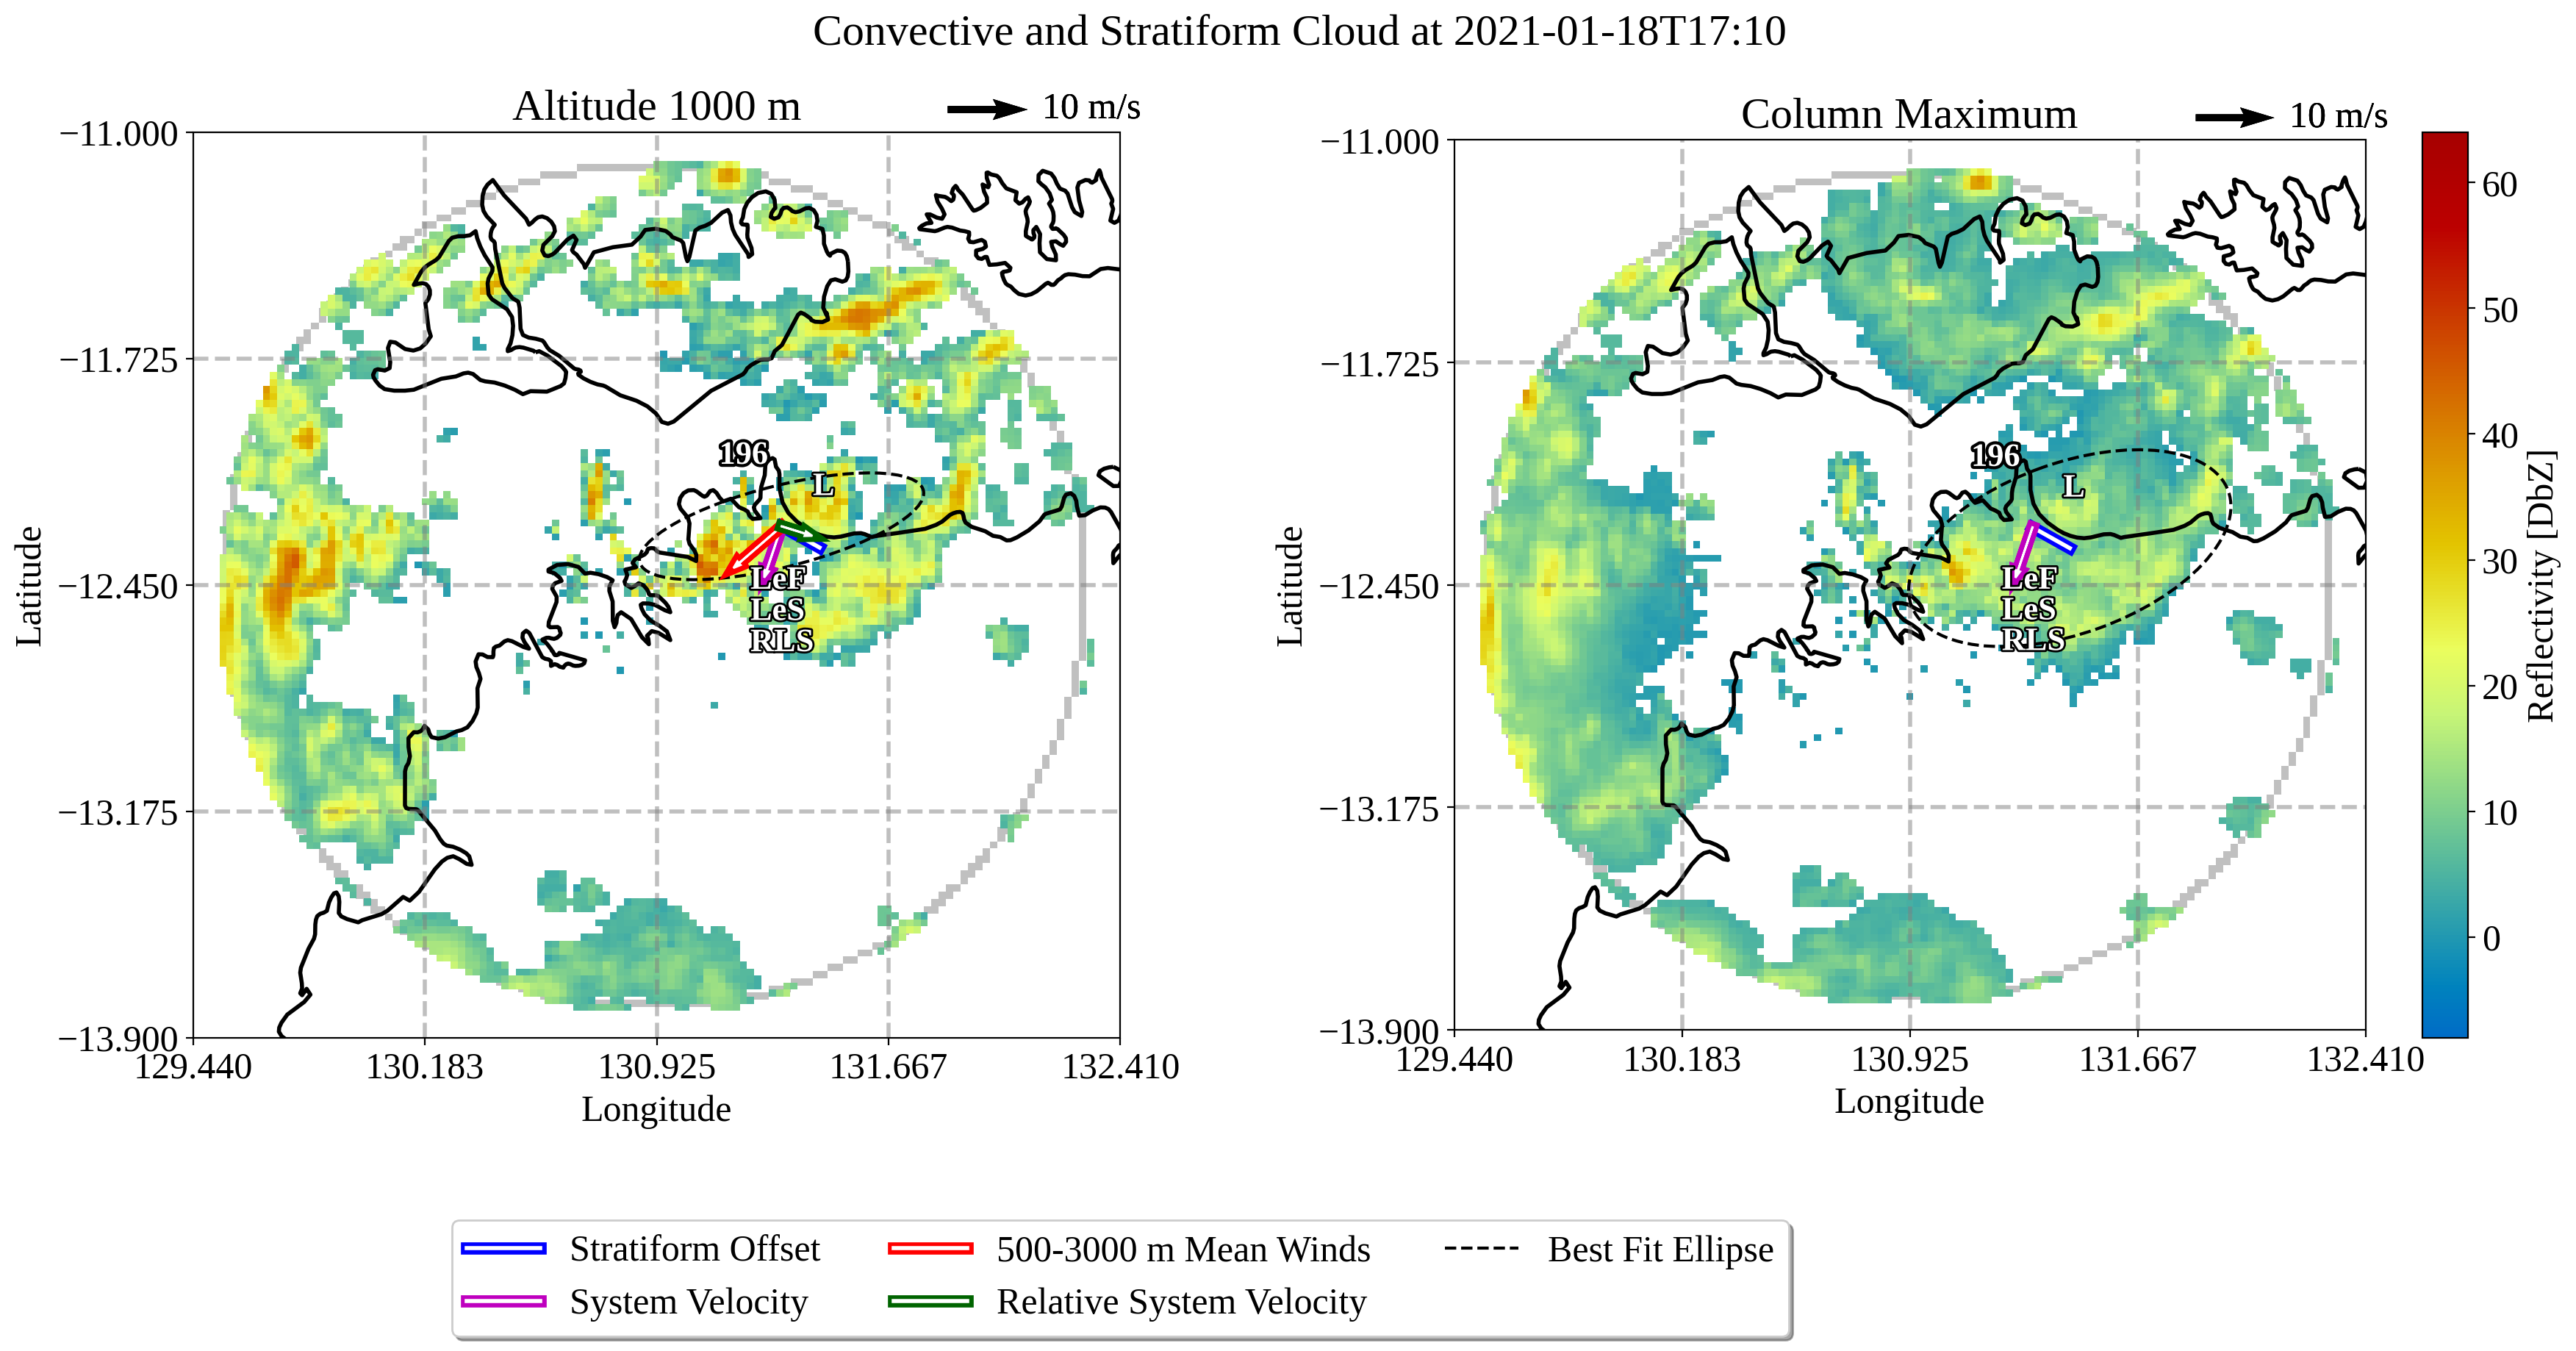 Convective and Stratiform Cloud at 2021-01-18T17:10
Altitude 1000 m
10 m/s
−11.000
−11.725
−12.450
−13.175
−13.900
129.440
130.183
130.925
131.667
132.410
Longitude
Latitude
196
L
LeF
LeS
RLS
Column Maximum
10 m/s
−11.000
−11.725
−12.450
−13.175
−13.900
129.440
130.183
130.925
131.667
132.410
Longitude
Latitude
196
L
LeF
LeS
RLS
60
50
40
30
20
10
0
Reflectivity [DbZ]
Stratiform Offset
System Velocity
500-3000 m Mean Winds
Relative System Velocity
Best Fit Ellipse